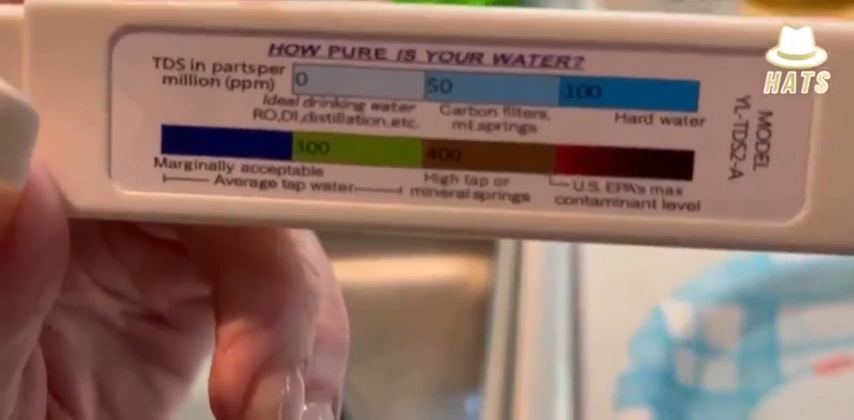 HOW PURE IS YOUR WATER?
TDS in parts per
million (ppm)
0 50 100
Ideal drinking water
RO,DI,distillation,etc.
Carbon filters,
mt.springs
Hard water
300 400
Marginally acceptable
Average tap water
High tap or
mineral springs
U.S. EPA's max
contaminant level
MODEL
YL-TDS2-A
HATS